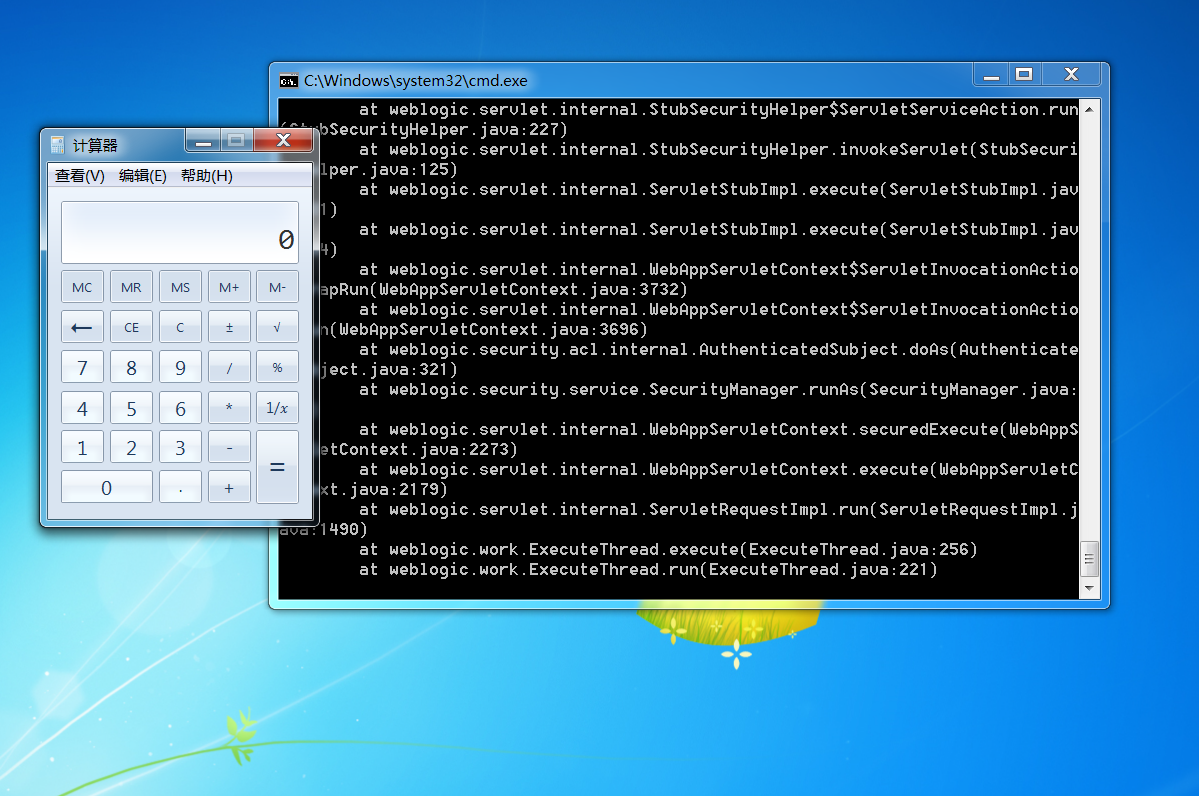 C:\Windows\system32\cmd.exe
at weblogic.servlet.internal.StubSecurityHelper$ServletServiceAction.run
(StubSecurityHelper.java:227)
at weblogic.servlet.internal.StubSecurityHelper.invokeServlet(StubSecuri
lper.java:125)
at weblogic.servlet.internal.ServletStubImpl.execute(ServletStubImpl.jav
1)
at weblogic.servlet.internal.ServletStubImpl.execute(ServletStubImpl.jav
4)
at weblogic.servlet.internal.WebAppServletContext$ServletInvocationActio
apRun(WebAppServletContext.java:3732)
at weblogic.servlet.internal.WebAppServletContext$ServletInvocationActio
n(WebAppServletContext.java:3696)
at weblogic.security.acl.internal.AuthenticatedSubject.doAs(Authenticate
ject.java:321)
at weblogic.security.service.SecurityManager.runAs(SecurityManager.java:
at weblogic.servlet.internal.WebAppServletContext.securedExecute(WebAppS
etContext.java:2273)
at weblogic.servlet.internal.WebAppServletContext.execute(WebAppServletC
xt.java:2179)
at weblogic.servlet.internal.ServletRequestImpl.run(ServletRequestImpl.j
ava:1490)
at weblogic.work.ExecuteThread.execute(ExecuteThread.java:256)
at weblogic.work.ExecuteThread.run(ExecuteThread.java:221)
计算器
查看(V) 编辑(E) 帮助(H)
0
MC MR MS M+ M-
← CE C ± √
7 8 9 / %
4 5 6 * 1/x
1 2 3 - =
0 . +